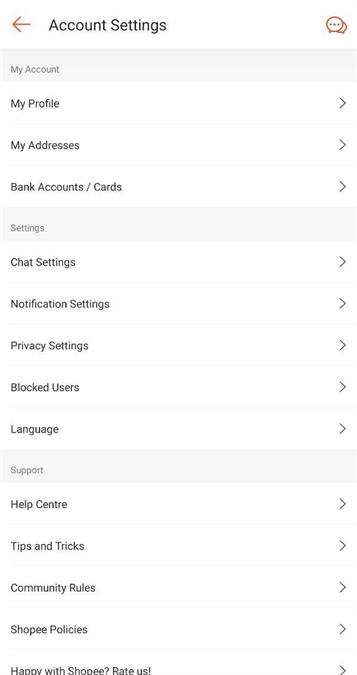 Account Settings
My Account
My Profile
My Addresses
Bank Accounts / Cards
Settings
Chat Settings
Notification Settings
Privacy Settings
Blocked Users
Language
Support
Help Centre
Tips and Tricks
Community Rules
Shopee Policies
Happy with Shopee? Rate us!